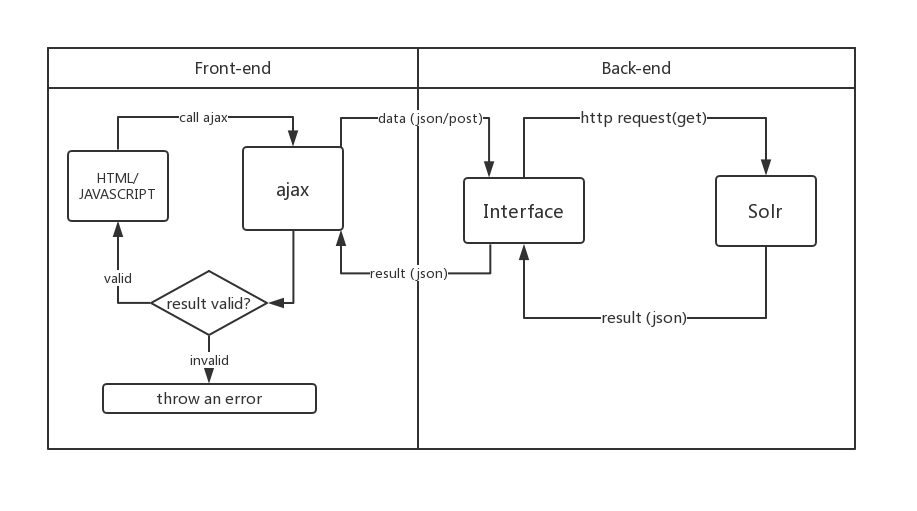 Front-end
Back-end
call ajax
data (json/post)
http request(get)
HTML/
JAVASCRIPT
ajax
Interface
Solr
result (json)
valid
result valid?
result (json)
invalid
throw an error